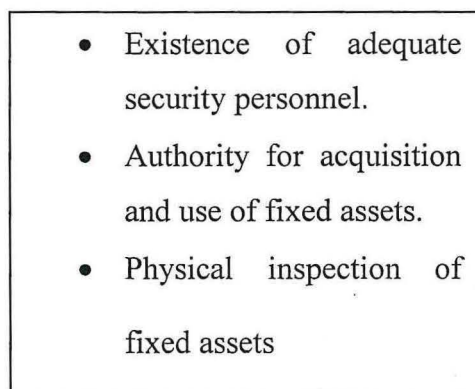 • Existence of adequate
security personnel.
• Authority for acquisition
and use of fixed assets.
• Physical inspection of
fixed assets